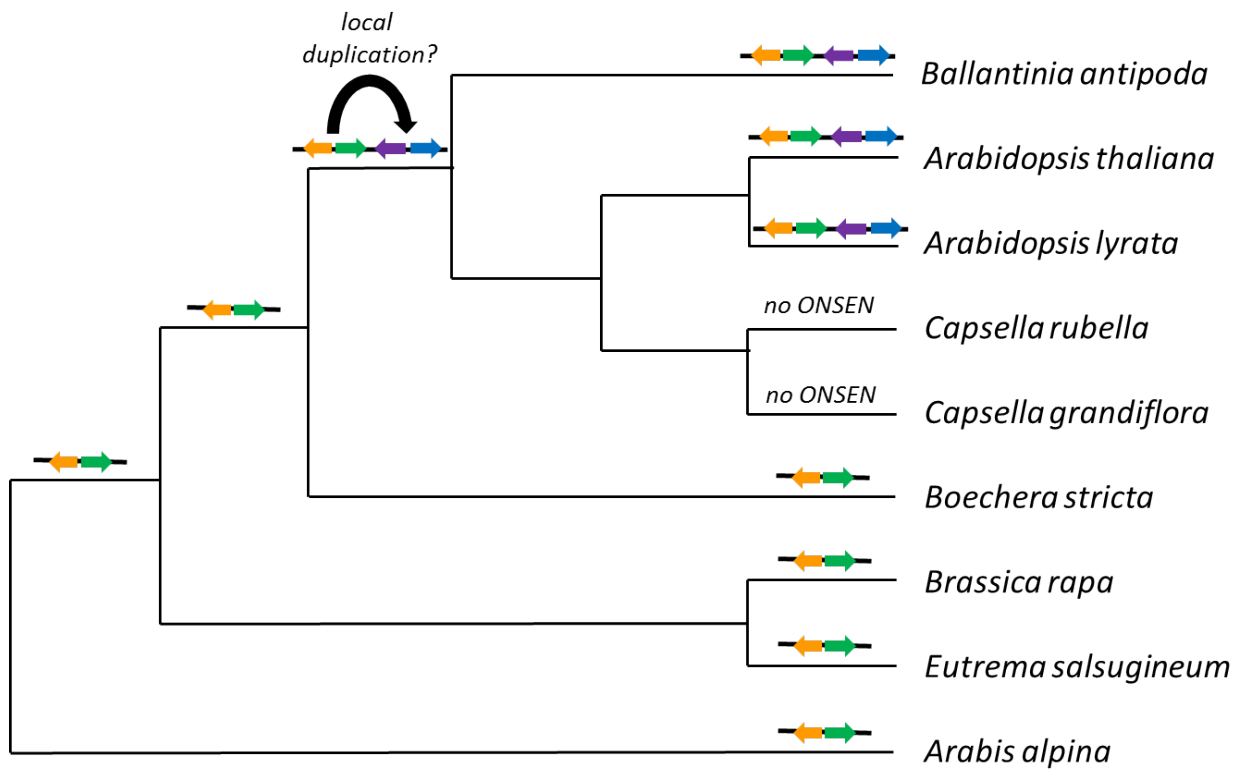 local
duplication?
Ballantinia antipoda
Arabidopsis thaliana
Arabidopsis lyrata
no ONSEN
Capsella rubella
no ONSEN
Capsella grandiflora
Boechera stricta
Brassica rapa
Eutrema salsugineum
Arabis alpina